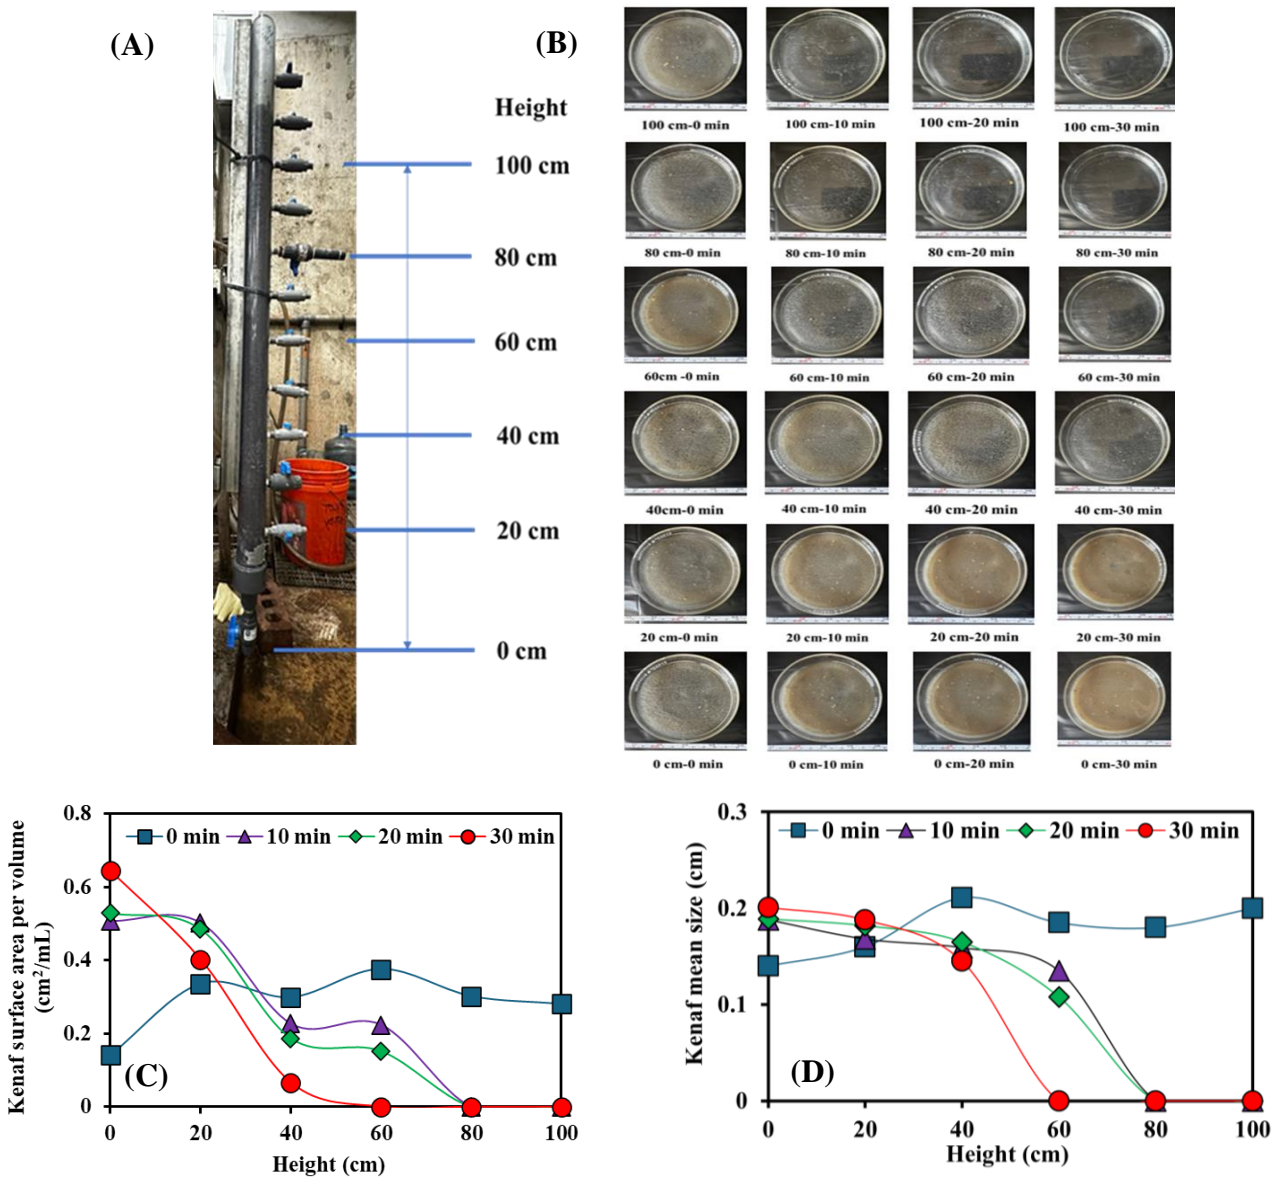 (A)
Height
100 cm
80 cm
60 cm
40 cm
20 cm
0 cm
(B)
100 cm-0 min
100 cm-10 min
100 cm-20 min
100 cm-30 min
80 cm-0 min
80 cm-10 min
80 cm-20 min
80 cm-30 min
60cm -0 min
60 cm-10 min
60 cm-20 min
60 cm-30 min
40cm-0 min
40 cm-10 min
40 cm-20 min
40 cm-30 min
20 cm-0 min
20 cm-10 min
20 cm-20 min
20 cm-30 min
0 cm-0 min
0 cm-10 min
0 cm-20 min
0 cm-30 min
Kenaf surface area per volume
(cm²/mL)
0.8
0.6
0.4
0.2
0
0 min 10 min 20 min 30 min
(C)
0 20 40 60 80 100
Height (cm)
Kenaf mean size (cm)
0.3
0.2
0.1
0
0 min 10 min 20 min 30 min
(D)
0 20 40 60 80 100
Height (cm)